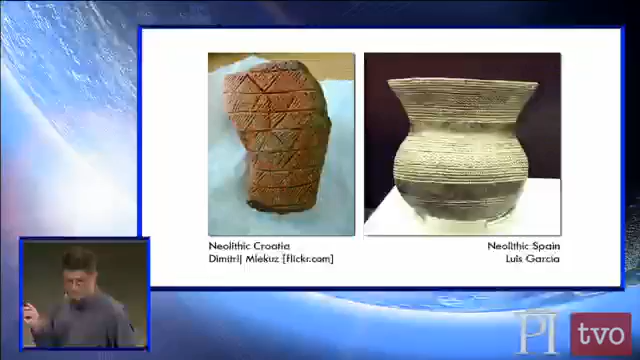 Neolithic Croatia
Dimitrij Mlekuz [flickr.com]
Neolithic Spain
Luis Garcia
PI
tvo